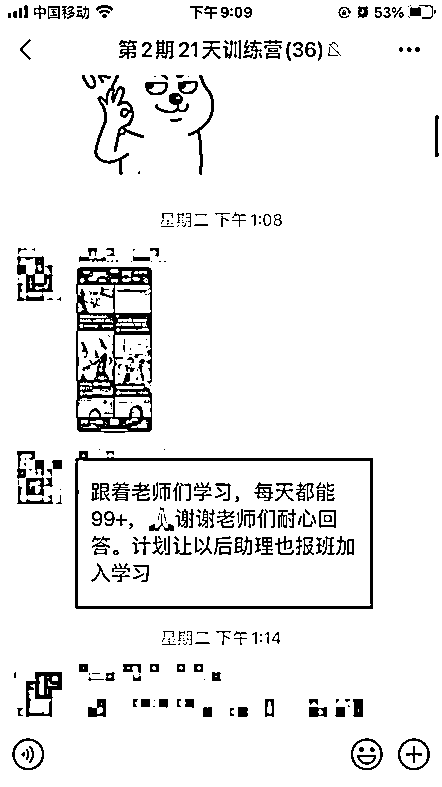 中国移动 下午9:09 53%
第2期21天训练营(36)
星期二 下午1:08
跟着老师们学习，每天都能
99+，🙏谢谢老师们耐心回
答。计划让以后助理也报班加
入学习
星期二 下午1:14